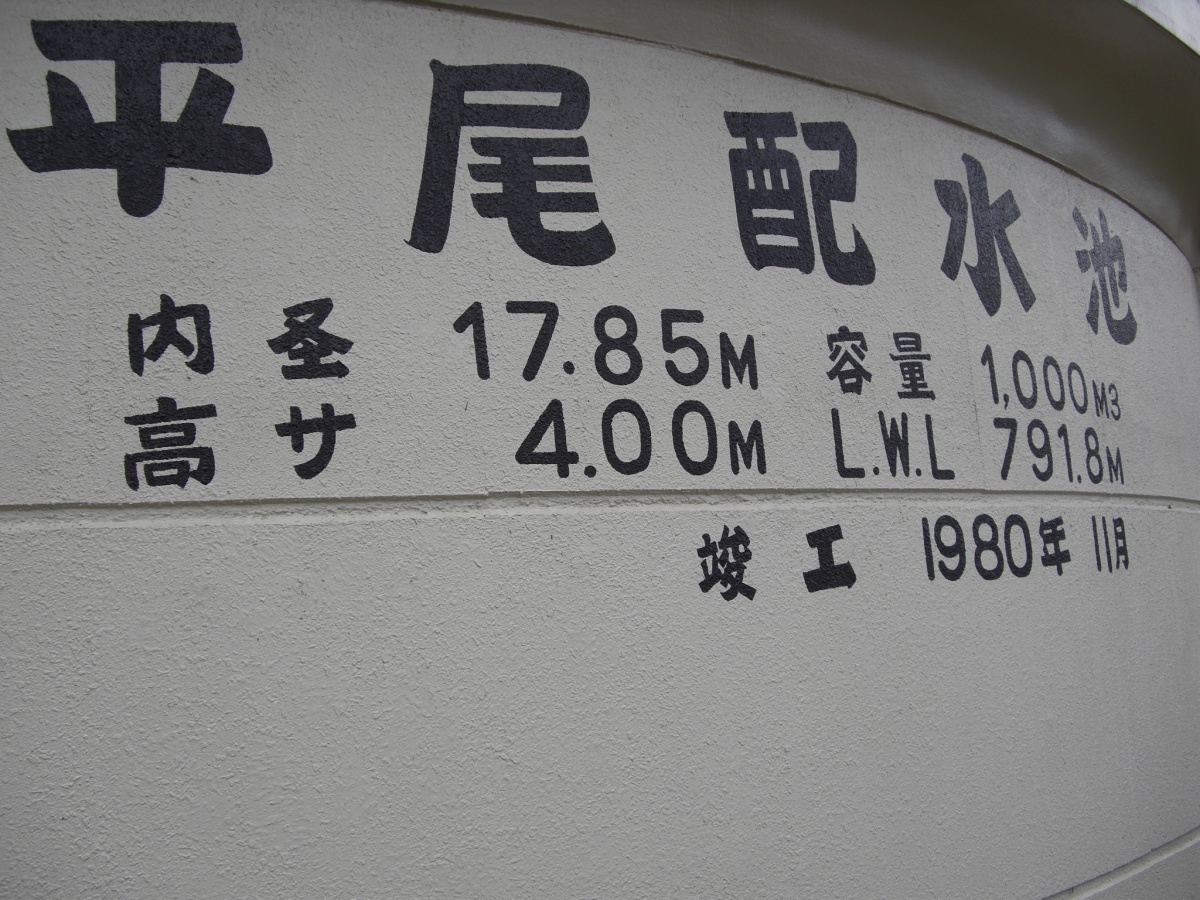 平尾配水池
内圣 17.85M 容量 1,000M3
高サ 4.00M L.W.L 791.8M
竣工 1980年11月